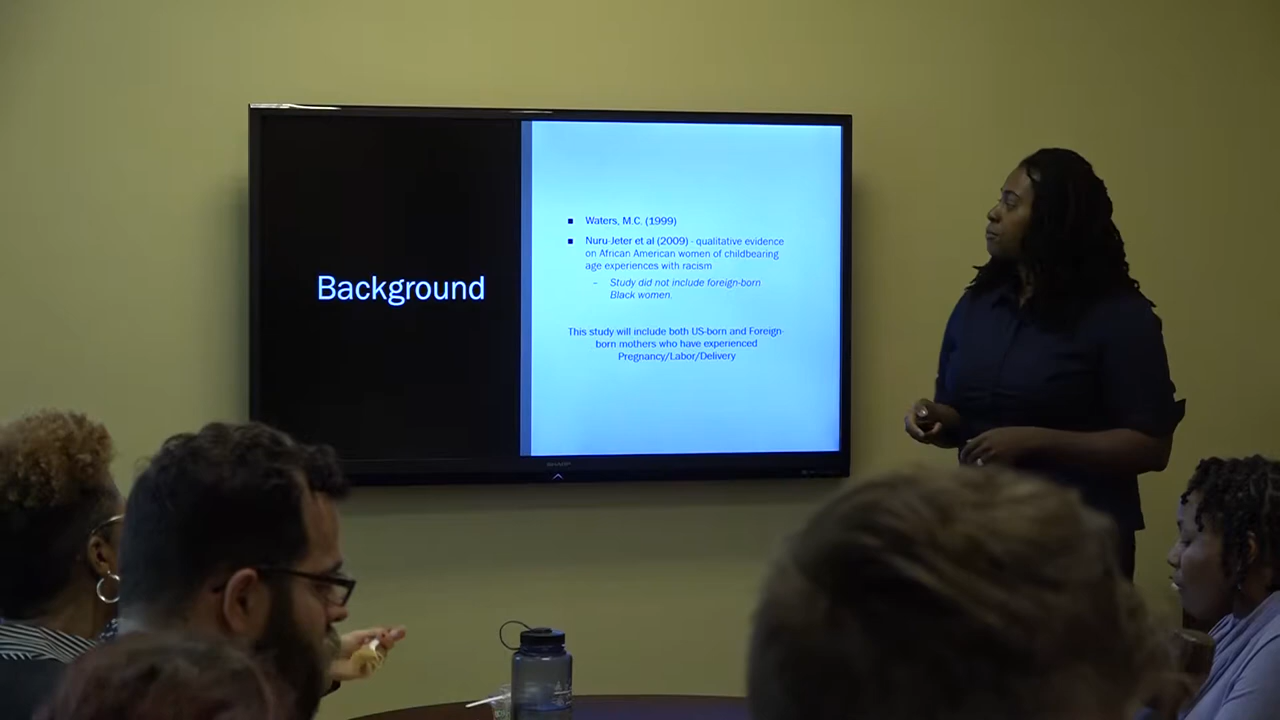 Background
■ Waters, M.C. (1999)
■ Nuru-Jeter et al (2009) - qualitative evidence
on African American women of childbearing
age experiences with racism
– Study did not include foreign-born
Black women.
This study will include both US-born and Foreign-
born mothers who have experienced
Pregnancy/Labor/Delivery
SHARP